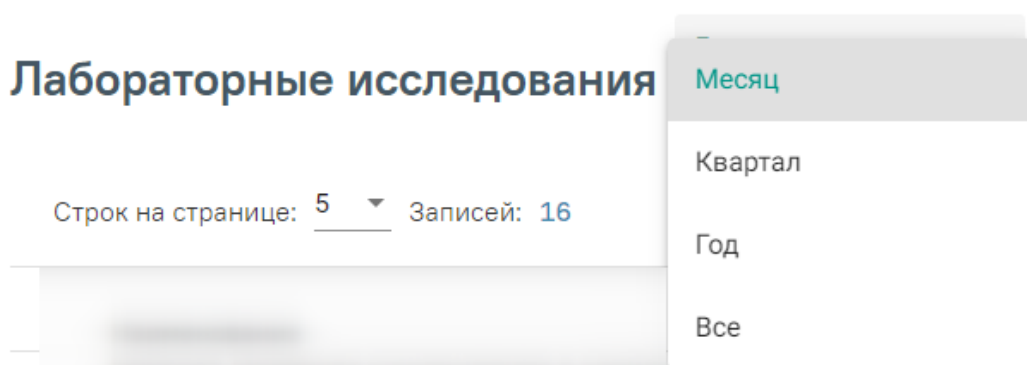 Лабораторные исследования
Месяц
Квартал
Строк на странице: 5 Записей: 16
Год
Все